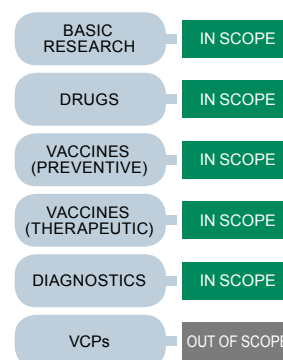 BASIC
RESEARCH
IN SCOPE
DRUGS
IN SCOPE
VACCINES
(PREVENTIVE)
IN SCOPE
VACCINES
(THERAPEUTIC)
IN SCOPE
DIAGNOSTICS
IN SCOPE
VCPs
OUT OF SCOPE